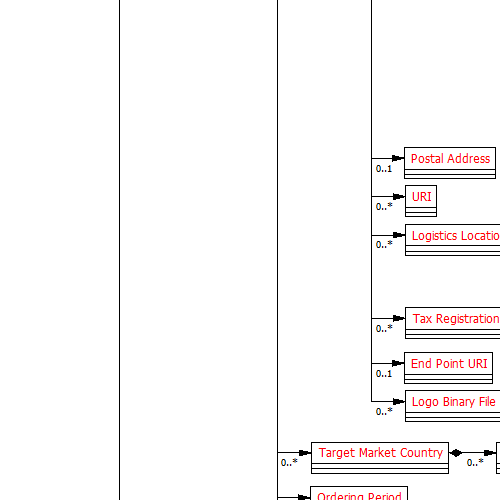 Postal Address
0..1
URI
0..*
Logistics Locatio
0..*
Tax Registration
0..*
End Point URI
0..1
Logo Binary File
0..*
Target Market Country
0..* 0..*
Ordering Period